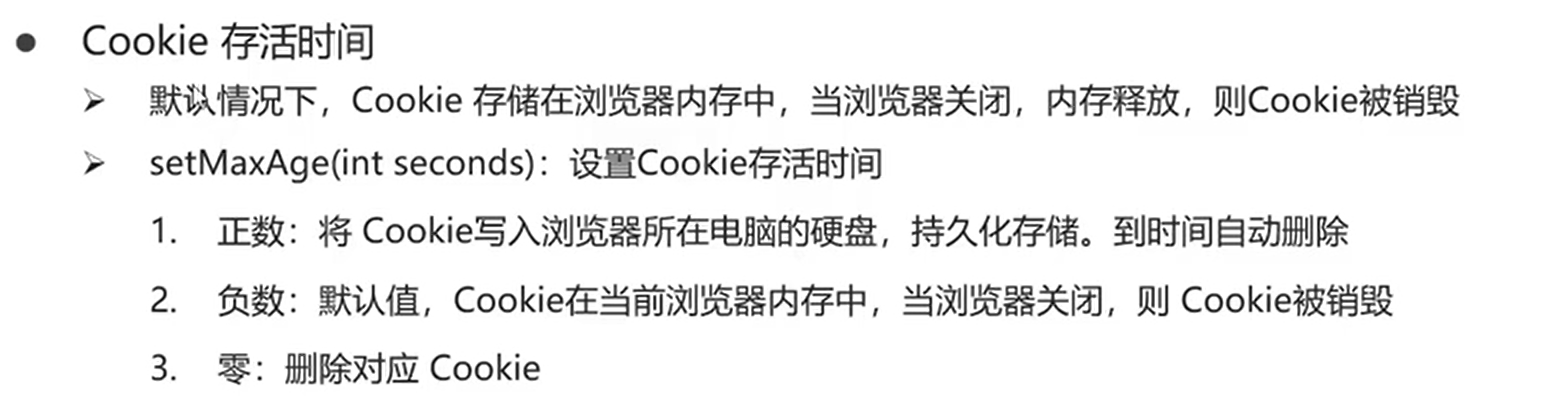 ● Cookie 存活时间
➢ 默认情况下，Cookie 存储在浏览器内存中，当浏览器关闭，内存释放，则Cookie被销毁
➢ setMaxAge(int seconds)：设置Cookie存活时间
1. 正数：将 Cookie写入浏览器所在电脑的硬盘，持久化存储。到时间自动删除
2. 负数：默认值，Cookie在当前浏览器内存中，当浏览器关闭，则 Cookie被销毁
3. 零：删除对应 Cookie